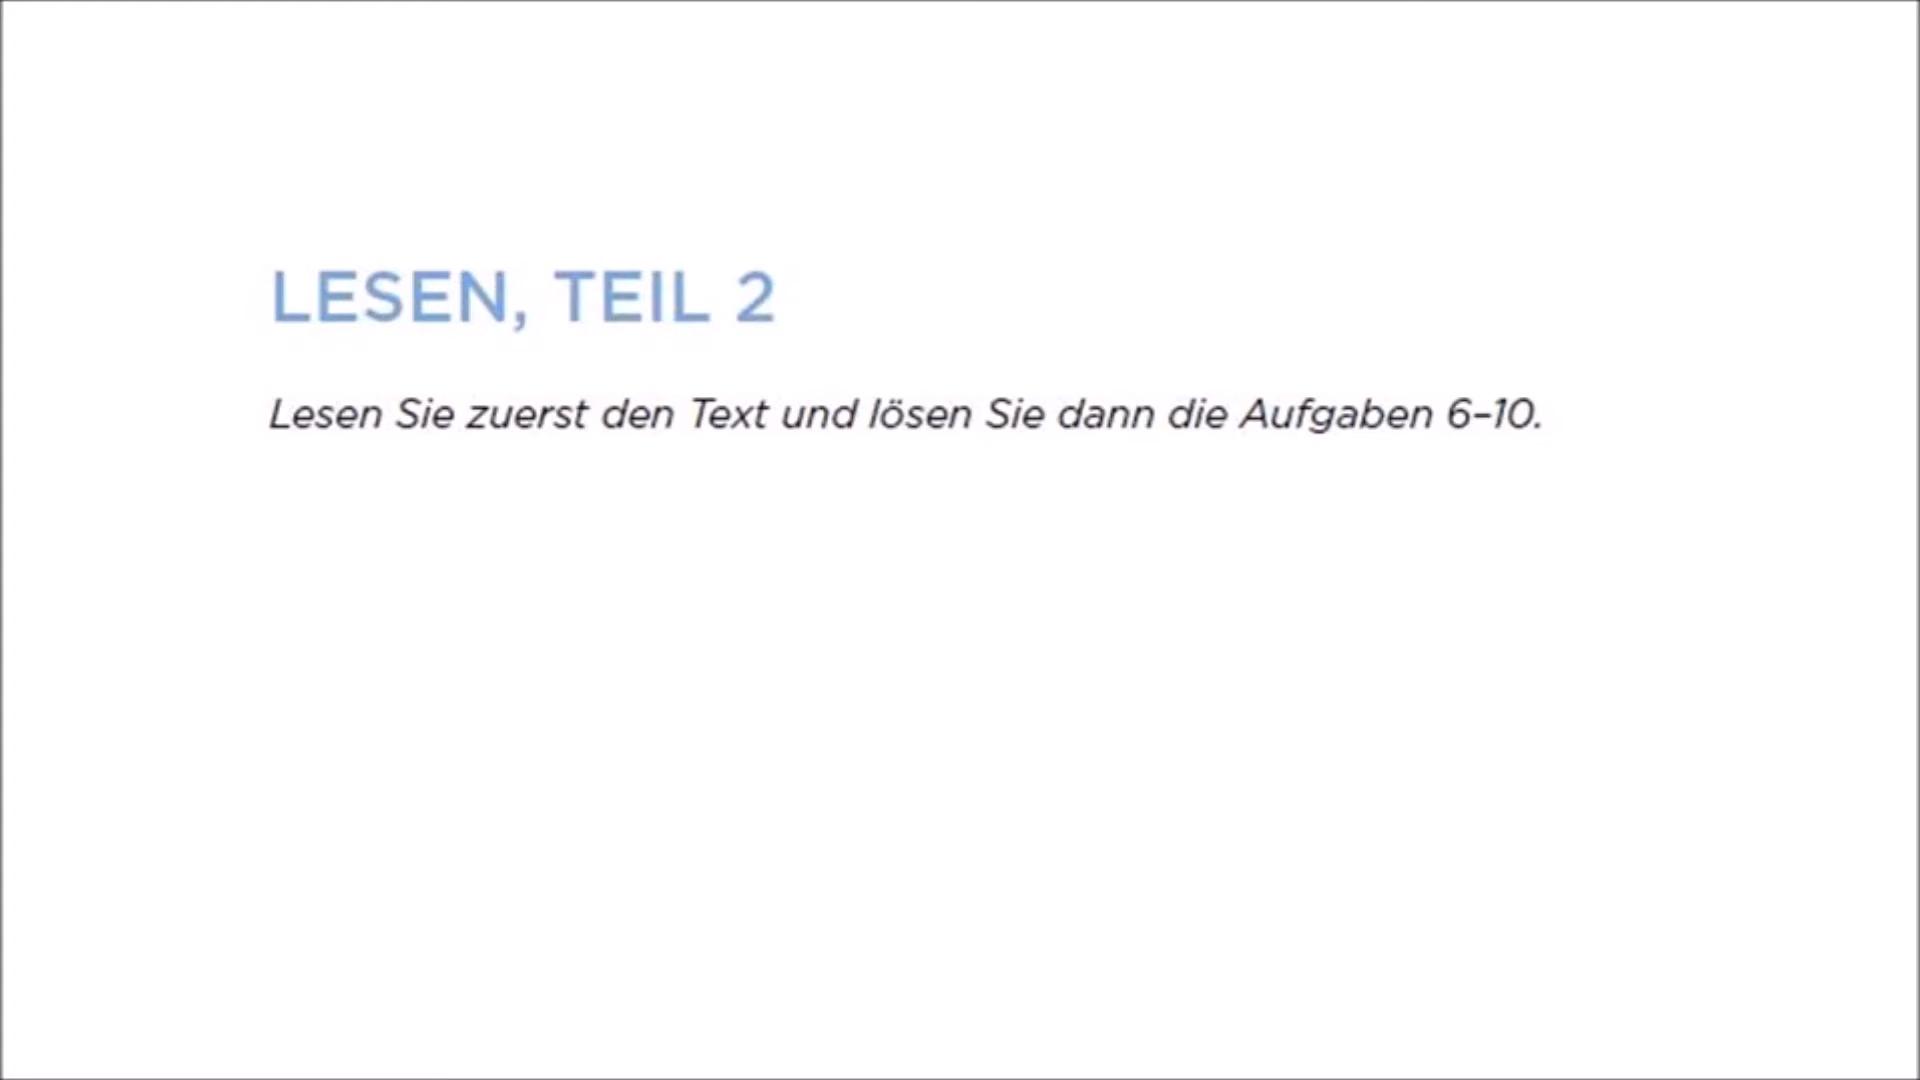 LESEN, TEIL 2
Lesen Sie zuerst den Text und lösen Sie dann die Aufgaben 6–10.